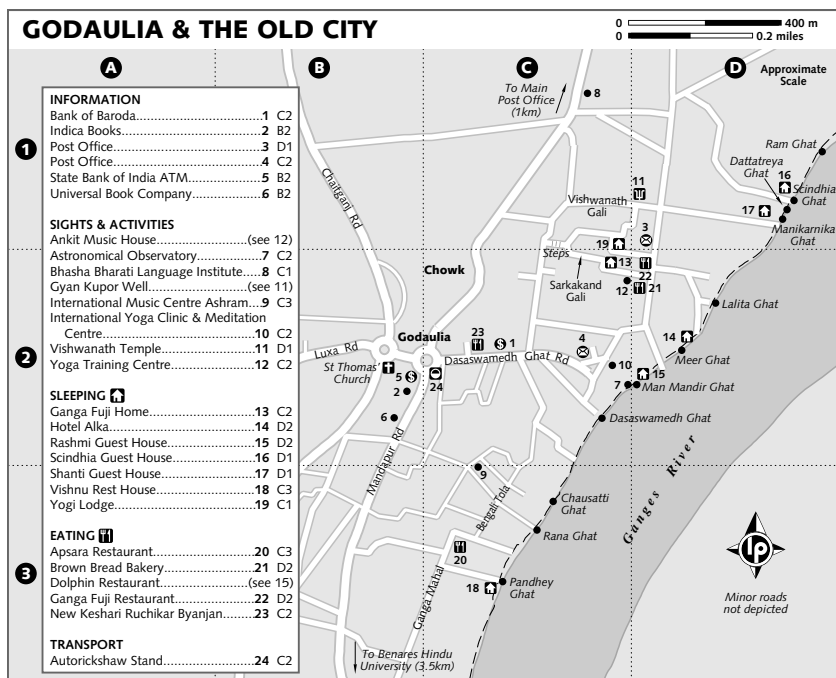 GODAULIA & THE OLD CITY
0 400 m
0 0.2 miles
A B C D
Approximate
Scale
1
2
3
INFORMATION
Bank of Baroda....................................1 C2
Indica Books.......................................2 B2
Post Office..........................................3 D1
Post Office..........................................4 C2
State Bank of India ATM.....................5 B2
Universal Book Company...................6 B2
SIGHTS & ACTIVITIES
Ankit Music House......................(see 12)
Astronomical Observatory..................7 C2
Bhasha Bharati Language Institute.....8 C1
Gyan Kupor Well.........................(see 11)
International Music Centre Ashram....9 C3
International Yoga Clinic & Meditation
Centre..........................................10 C2
Vishwanath Temple..........................11 D1
Yoga Training Centre.......................12 C2
SLEEPING
Ganga Fuji Home.............................13 C2
Hotel Alka.......................................14 D2
Rashmi Guest House........................15 D2
Scindhia Guest House......................16 D1
Shanti Guest House.........................17 D1
Vishnu Rest House...........................18 C3
Yogi Lodge......................................19 C1
EATING
Apsara Restaurant...........................20 C3
Brown Bread Bakery........................21 D2
Dolphin Restaurant......................(see 15)
Ganga Fuji Restaurant.....................22 D2
New Keshari Ruchikar Byanjan........23 C2
TRANSPORT
Autorickshaw Stand.........................24 C2
To Main
Post Office
(1km)
8
Ram Ghat
Dattatreya
Ghat
16
Scindhia
Ghat
17
Manikarnika
Ghat
11
Vishwanath
Gali
3
19
Steps
13
22
Sarkakand
Gali
12
21
Chaitganj Rd
Chowk
Lalita Ghat
Godaulia
23
1
4
14
Luxa Rd
Dasaswamedh Ghat Rd
Meer Ghat
St Thomas'
Church
5
24
10
15
2
7
Man Mandir Ghat
6
Dasaswamedh Ghat
Mandapur Rd
9
Ganges River
Bengali Tola
Chausatti
Ghat
Rana Ghat
20
Ganga Mahal
18
Pandhey
Ghat
lp
Minor roads
not depicted
To Benares Hindu
University (3.5km)